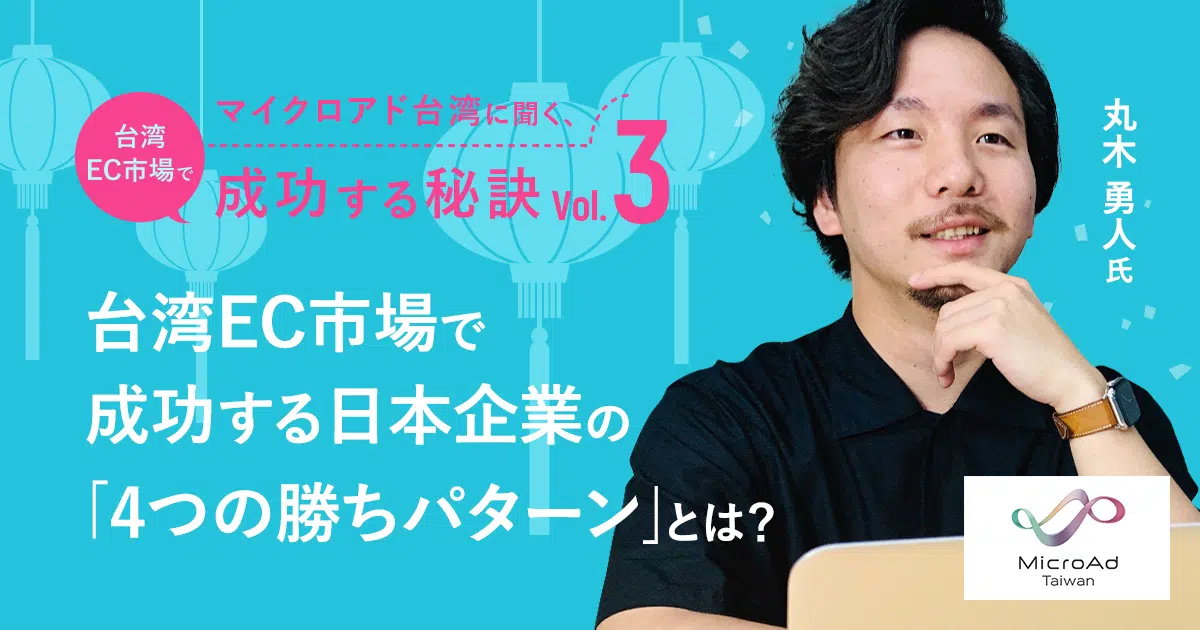 台湾
EC市場で
マイクロアド台湾に聞く、
成功する秘訣 Vol.3
台湾EC市場で
成功する日本企業の
「4つの勝ちパターン」とは?
丸木 勇人 氏
MicroAd
Taiwan